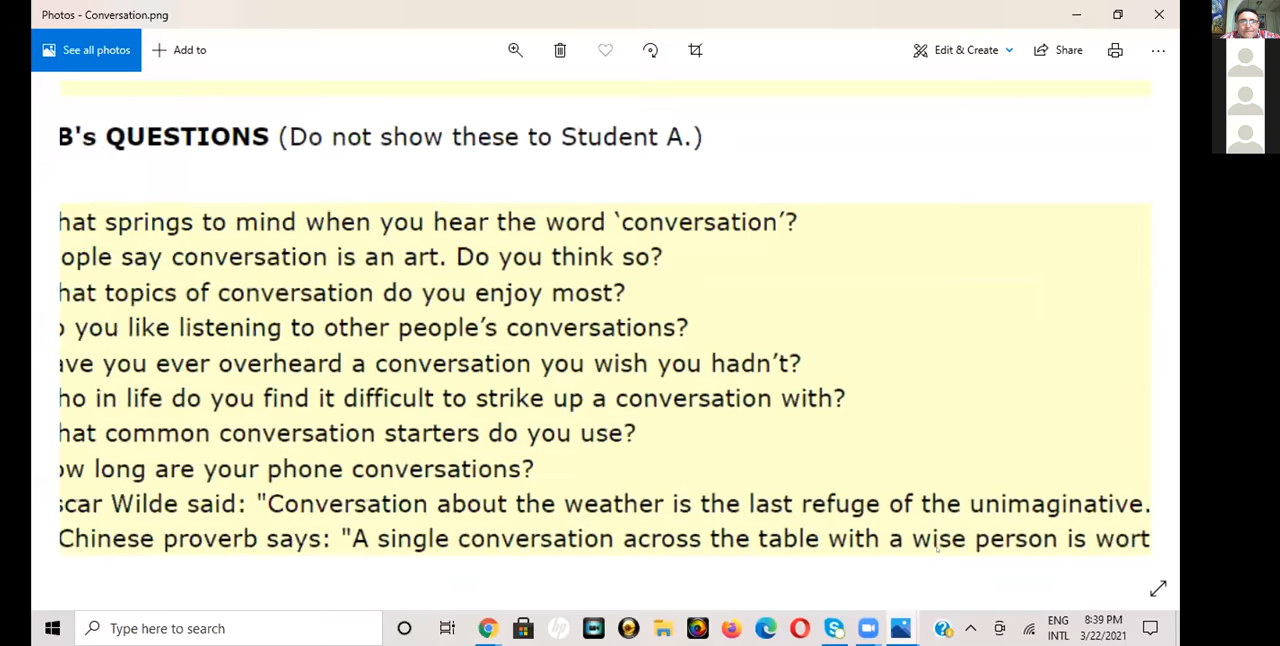 Photos - Conversation.png
See all photos
Add to
Edit & Create
Share
B's QUESTIONS (Do not show these to Student A.)
hat springs to mind when you hear the word ‘conversation’?
ople say conversation is an art. Do you think so?
hat topics of conversation do you enjoy most?
o you like listening to other people’s conversations?
ave you ever overheard a conversation you wish you hadn’t?
ho in life do you find it difficult to strike up a conversation with?
hat common conversation starters do you use?
ow long are your phone conversations?
scar Wilde said: "Conversation about the weather is the last refuge of the unimaginative.
Chinese proverb says: "A single conversation across the table with a wise person is wort
Type here to search
ENG
INTL
8:39 PM
3/22/2021